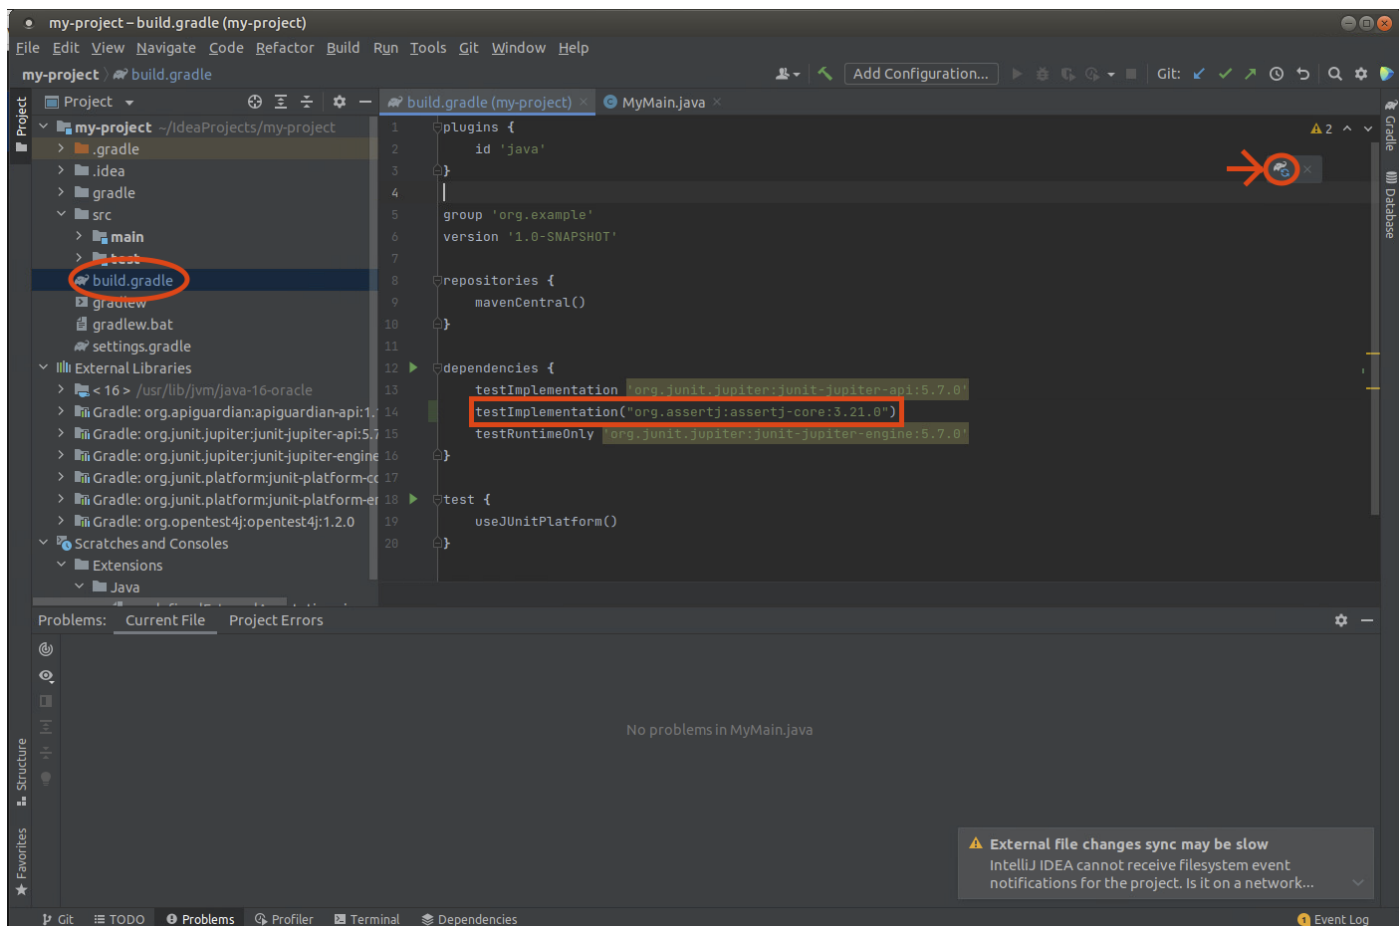 my-project – build.gradle (my-project)
File Edit View Navigate Code Refactor Build Run Tools Git Window Help
my-project build.gradle
Add Configuration...
Git:
Project
Project
build.gradle (my-project)
MyMain.java
Gradle
Database
my-project ~/IdeaProjects/my-project
.gradle
.idea
gradle
src
main
test
build.gradle
gradlew
gradlew.bat
settings.gradle
External Libraries
< 16 > /usr/lib/jvm/java-16-oracle
Gradle: org.apiguardian:apiguardian-api:1.
Gradle: org.junit.jupiter:junit-jupiter-api:5.7
Gradle: org.junit.jupiter:junit-jupiter-engine
Gradle: org.junit.platform:junit-platform-co
Gradle: org.junit.platform:junit-platform-en
Gradle: org.opentest4j:opentest4j:1.2.0
Scratches and Consoles
Extensions
Java
2
1 plugins {
2 id 'java'
3 }
4
5 group 'org.example'
6 version '1.0-SNAPSHOT'
7
8 repositories {
9 mavenCentral()
10 }
11
12 dependencies {
13 testImplementation 'org.junit.jupiter:junit-jupiter-api:5.7.0'
14 testImplementation("org.assertj:assertj-core:3.21.0")
15 testRuntimeOnly 'org.junit.jupiter:junit-jupiter-engine:5.7.0'
16 }
17
18 test {
19 useJUnitPlatform()
20 }
Problems: Current File Project Errors
No problems in MyMain.java
Structure
Favorites
External file changes sync may be slow
IntelliJ IDEA cannot receive filesystem event
notifications for the project. Is it on a network...
Git TODO Problems Profiler Terminal Dependencies
1 Event Log